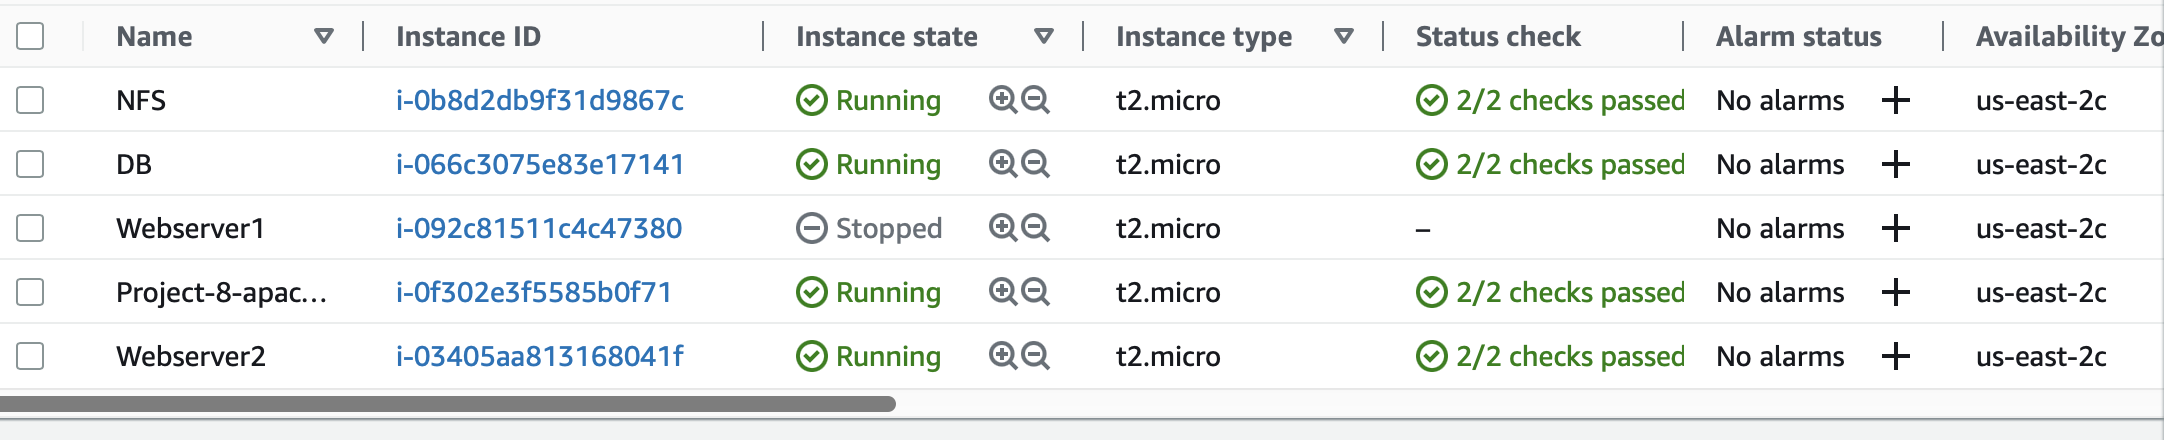 Name Instance ID Instance state Instance type Status check Alarm status Availability Zo
NFS i-0b8d2db9f31d9867c Running t2.micro 2/2 checks passed No alarms + us-east-2c
DB i-066c3075e83e17141 Running t2.micro 2/2 checks passed No alarms + us-east-2c
Webserver1 i-092c81511c4c47380 Stopped t2.micro – No alarms + us-east-2c
Project-8-apac... i-0f302e3f5585b0f71 Running t2.micro 2/2 checks passed No alarms + us-east-2c
Webserver2 i-03405aa813168041f Running t2.micro 2/2 checks passed No alarms + us-east-2c